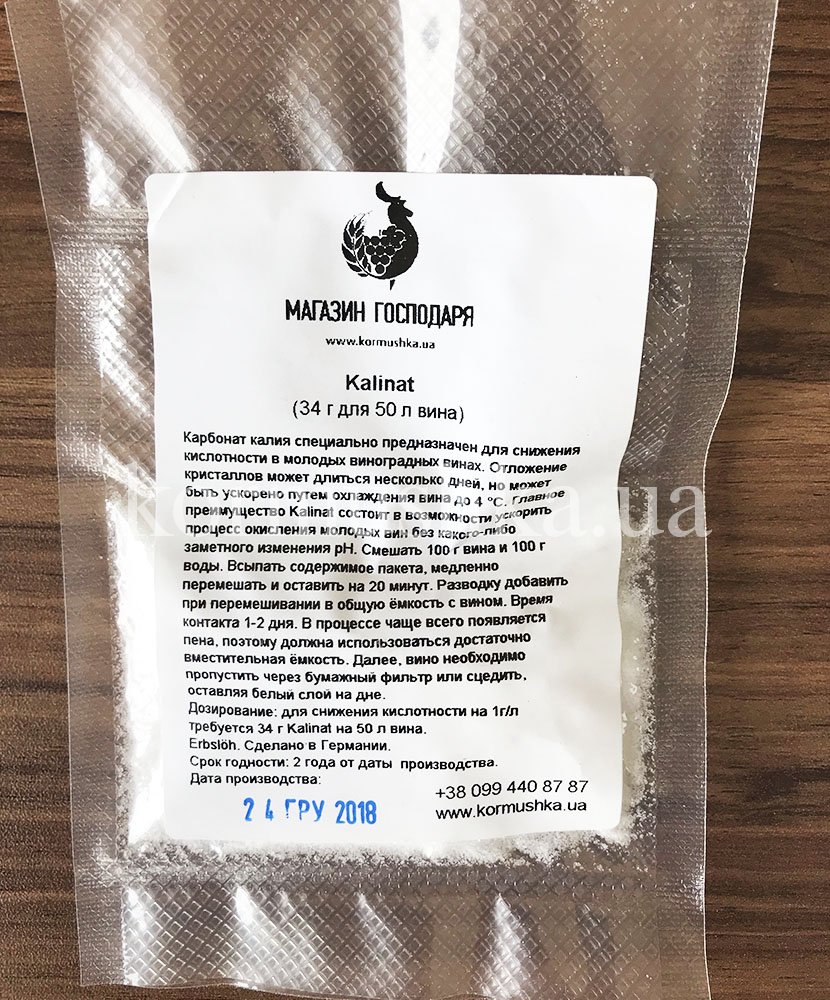 МАГАЗИН ГОСПОДАРЯ
www.kormushka.ua
Kalinat
(34 г для 50 л вина)
Карбонат калия специально предназначен для снижения
кислотности в молодых виноградных винах. Отложение
кристаллов может длиться несколько дней, но может
быть ускорено путем охлаждения вина до 4 °С. Главное
преимущество Kalinat состоит в возможности ускорить
процесс окисления молодых вин без какого-либо
заметного изменения pH. Смешать 100 г вина и 100 г
воды. Всыпать содержимое пакета, медленно
перемешать и оставить на 20 минут. Разводку добавить
при перемешивании в общую ёмкость с вином. Время
контакта 1-2 дня. В процессе чаще всего появляется
пена, поэтому должна использоваться достаточно
вместительная ёмкость. Далее, вино необходимо
пропустить через бумажный фильтр или сцедить,
оставляя белый слой на дне.
Дозирование: для снижения кислотности на 1г/л
требуется 34 г Kalinat на 50 л вина.
Erbslöh. Сделано в Германии.
Срок годности: 2 года от даты производства.
Дата производства:
24 ГРУ 2018
+38 099 440 87 87
www.kormushka.ua
kormushka.ua